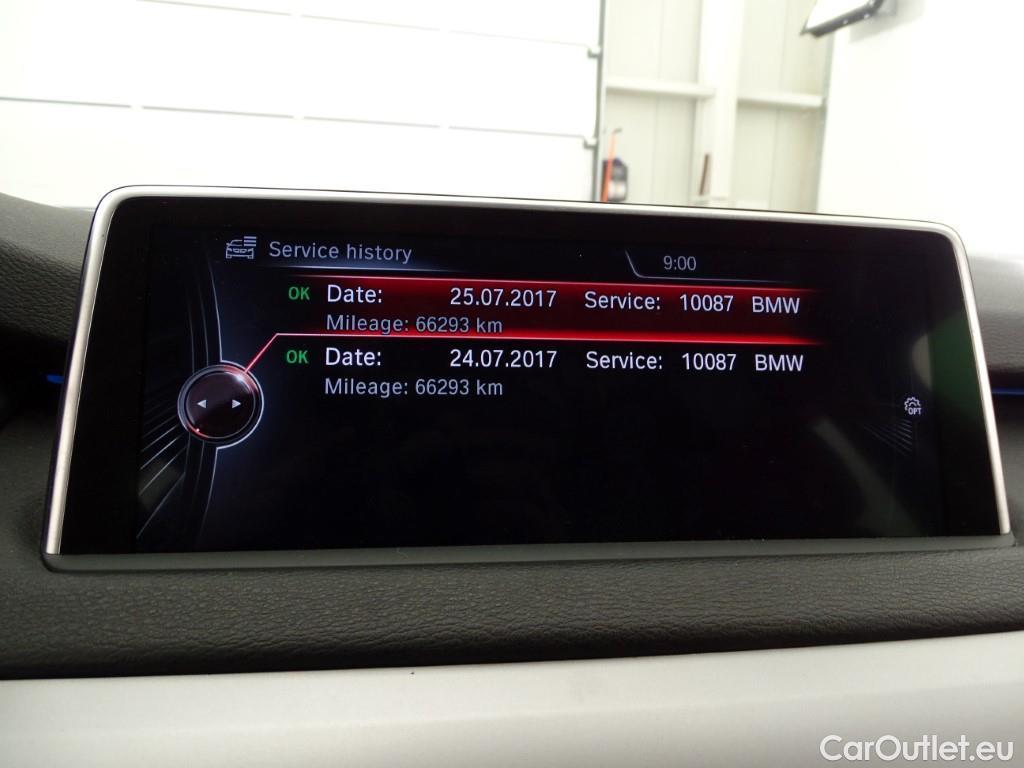 Service history 9:00
OK Date: 25.07.2017 Service: 10087 BMW
Mileage: 66293 km
OK Date: 24.07.2017 Service: 10087 BMW
Mileage: 66293 km
OPT
CarOutlet.eu